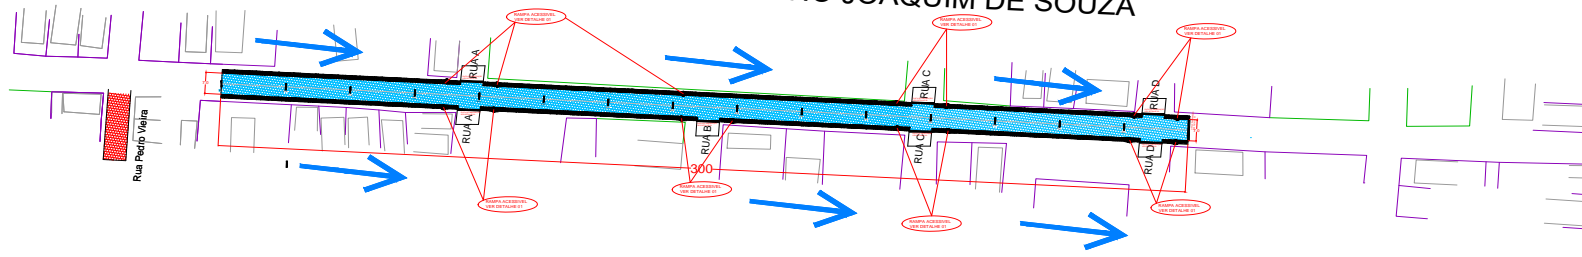 JOAQUIM DE SOUZA
RAMPA ACESSIVEL
VER DETALHE 01
RAMPA ACESSIVEL
VER DETALHE 01
RAMPA ACESSIVEL
VER DETALHE 01
RUA A
RUA C
RUA D
Rua Pedro Vieira
RUA A
RUA B
RUA C
RUA D
300
RAMPA ACESSIVEL
VER DETALHE 01
RAMPA ACESSIVEL
VER DETALHE 01
RAMPA ACESSIVEL
VER DETALHE 01
RAMPA ACESSIVEL
VER DETALHE 01